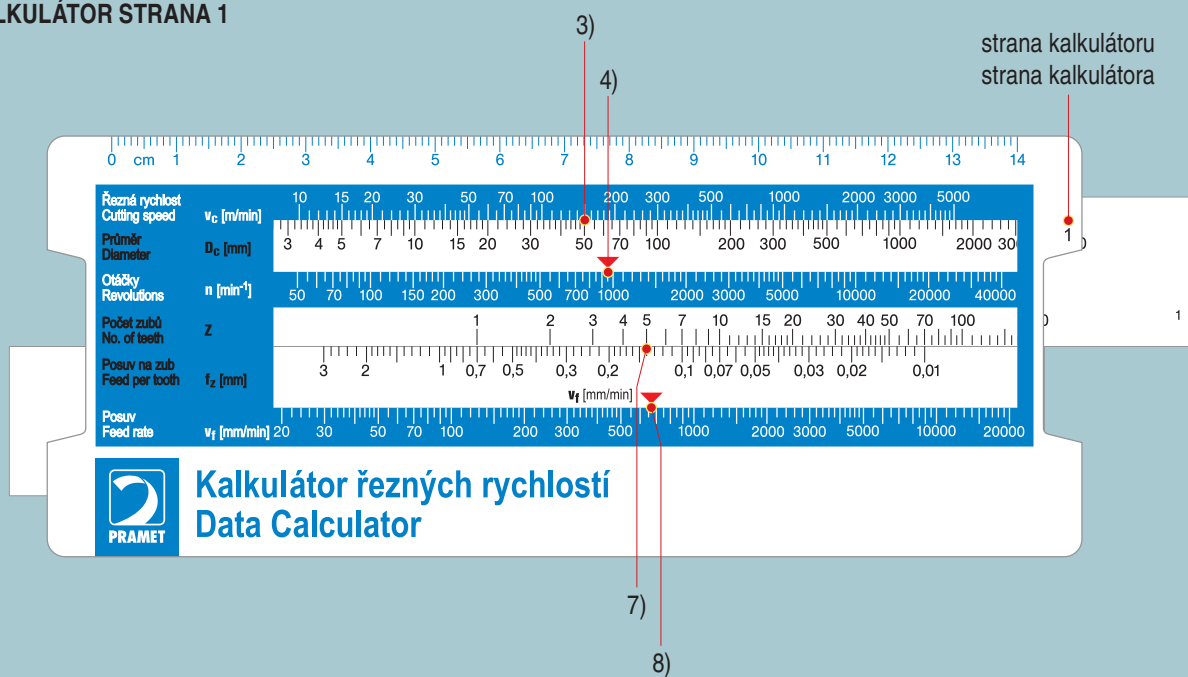 LKULÁTOR STRANA 1
3)
4)
strana kalkulátoru
strana kalkulátora
0 cm 1 2 3 4 5 6 7 8 9 10 11 12 13 14
Řezná rychlost
Cutting speed vc [m/min] 10 15 20 30 50 70 100 200 300 500 1000 2000 3000 5000
Průměr
Diameter Dc [mm] 3 4 5 7 10 15 20 30 50 70 100 200 300 500 1000 2000 30
1
Otáčky
Revolutions n [min-1] 50 70 100 150 200 300 500 700 1000 2000 3000 5000 10000 20000 40000
Počet zubů
No. of teeth Z 1 2 3 4 5 7 10 15 20 30 40 50 70 100
1
Posuv na zub
Feed per tooth fz [mm] 3 2 1 0,7 0,5 0,3 0,2 0,1 0,07 0,05 0,03 0,02 0,01
vf [mm/min]
Posuv
Feed rate vf [mm/min] 20 30 50 70 100 200 300 500 1000 2000 3000 5000 10000 20000
PRAMET
Kalkulátor řezných rychlostí
Data Calculator
7)
8)